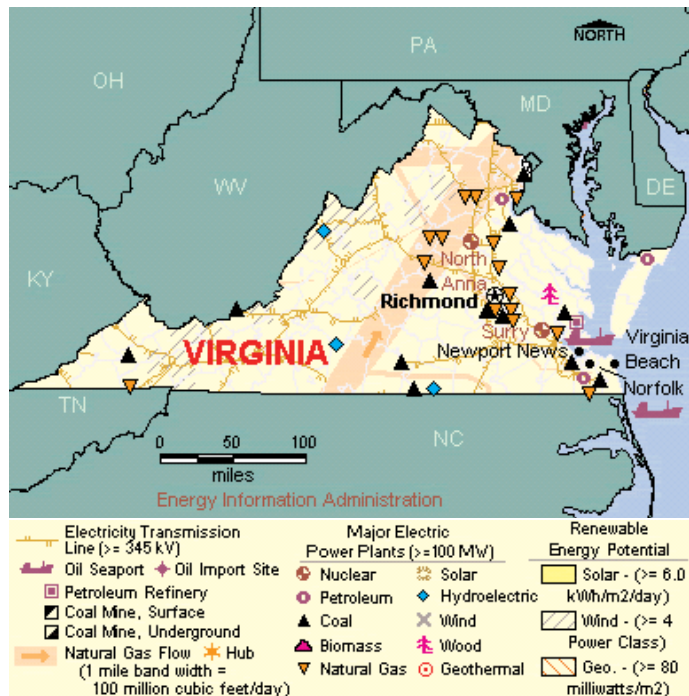 PA
NORTH
OH
MD
WV
DE
KY
North
Anna
Richmond
Surry
VIRGINIA
Virginia
Newport News
Beach
Norfolk
TN
NC
0 50 100
miles
Energy Information Administration
Electricity Transmission
Line (>= 345 kV)
Oil Seaport
Oil Import Site
Petroleum Refinery
Coal Mine, Surface
Coal Mine, Underground
Natural Gas Flow
Hub
(1 mile band width =
100 million cubic feet/day)
Major Electric
Power Plants (>=100 MW)
Nuclear
Solar
Petroleum
Hydroelectric
Coal
Wind
Biomass
Wood
Natural Gas
Geothermal
Renewable
Energy Potential
Solar - (>= 6.0
kWh/m2/day)
Wind - (>= 4
Power Class)
Geo. - (>= 80
milliwatts/m2)